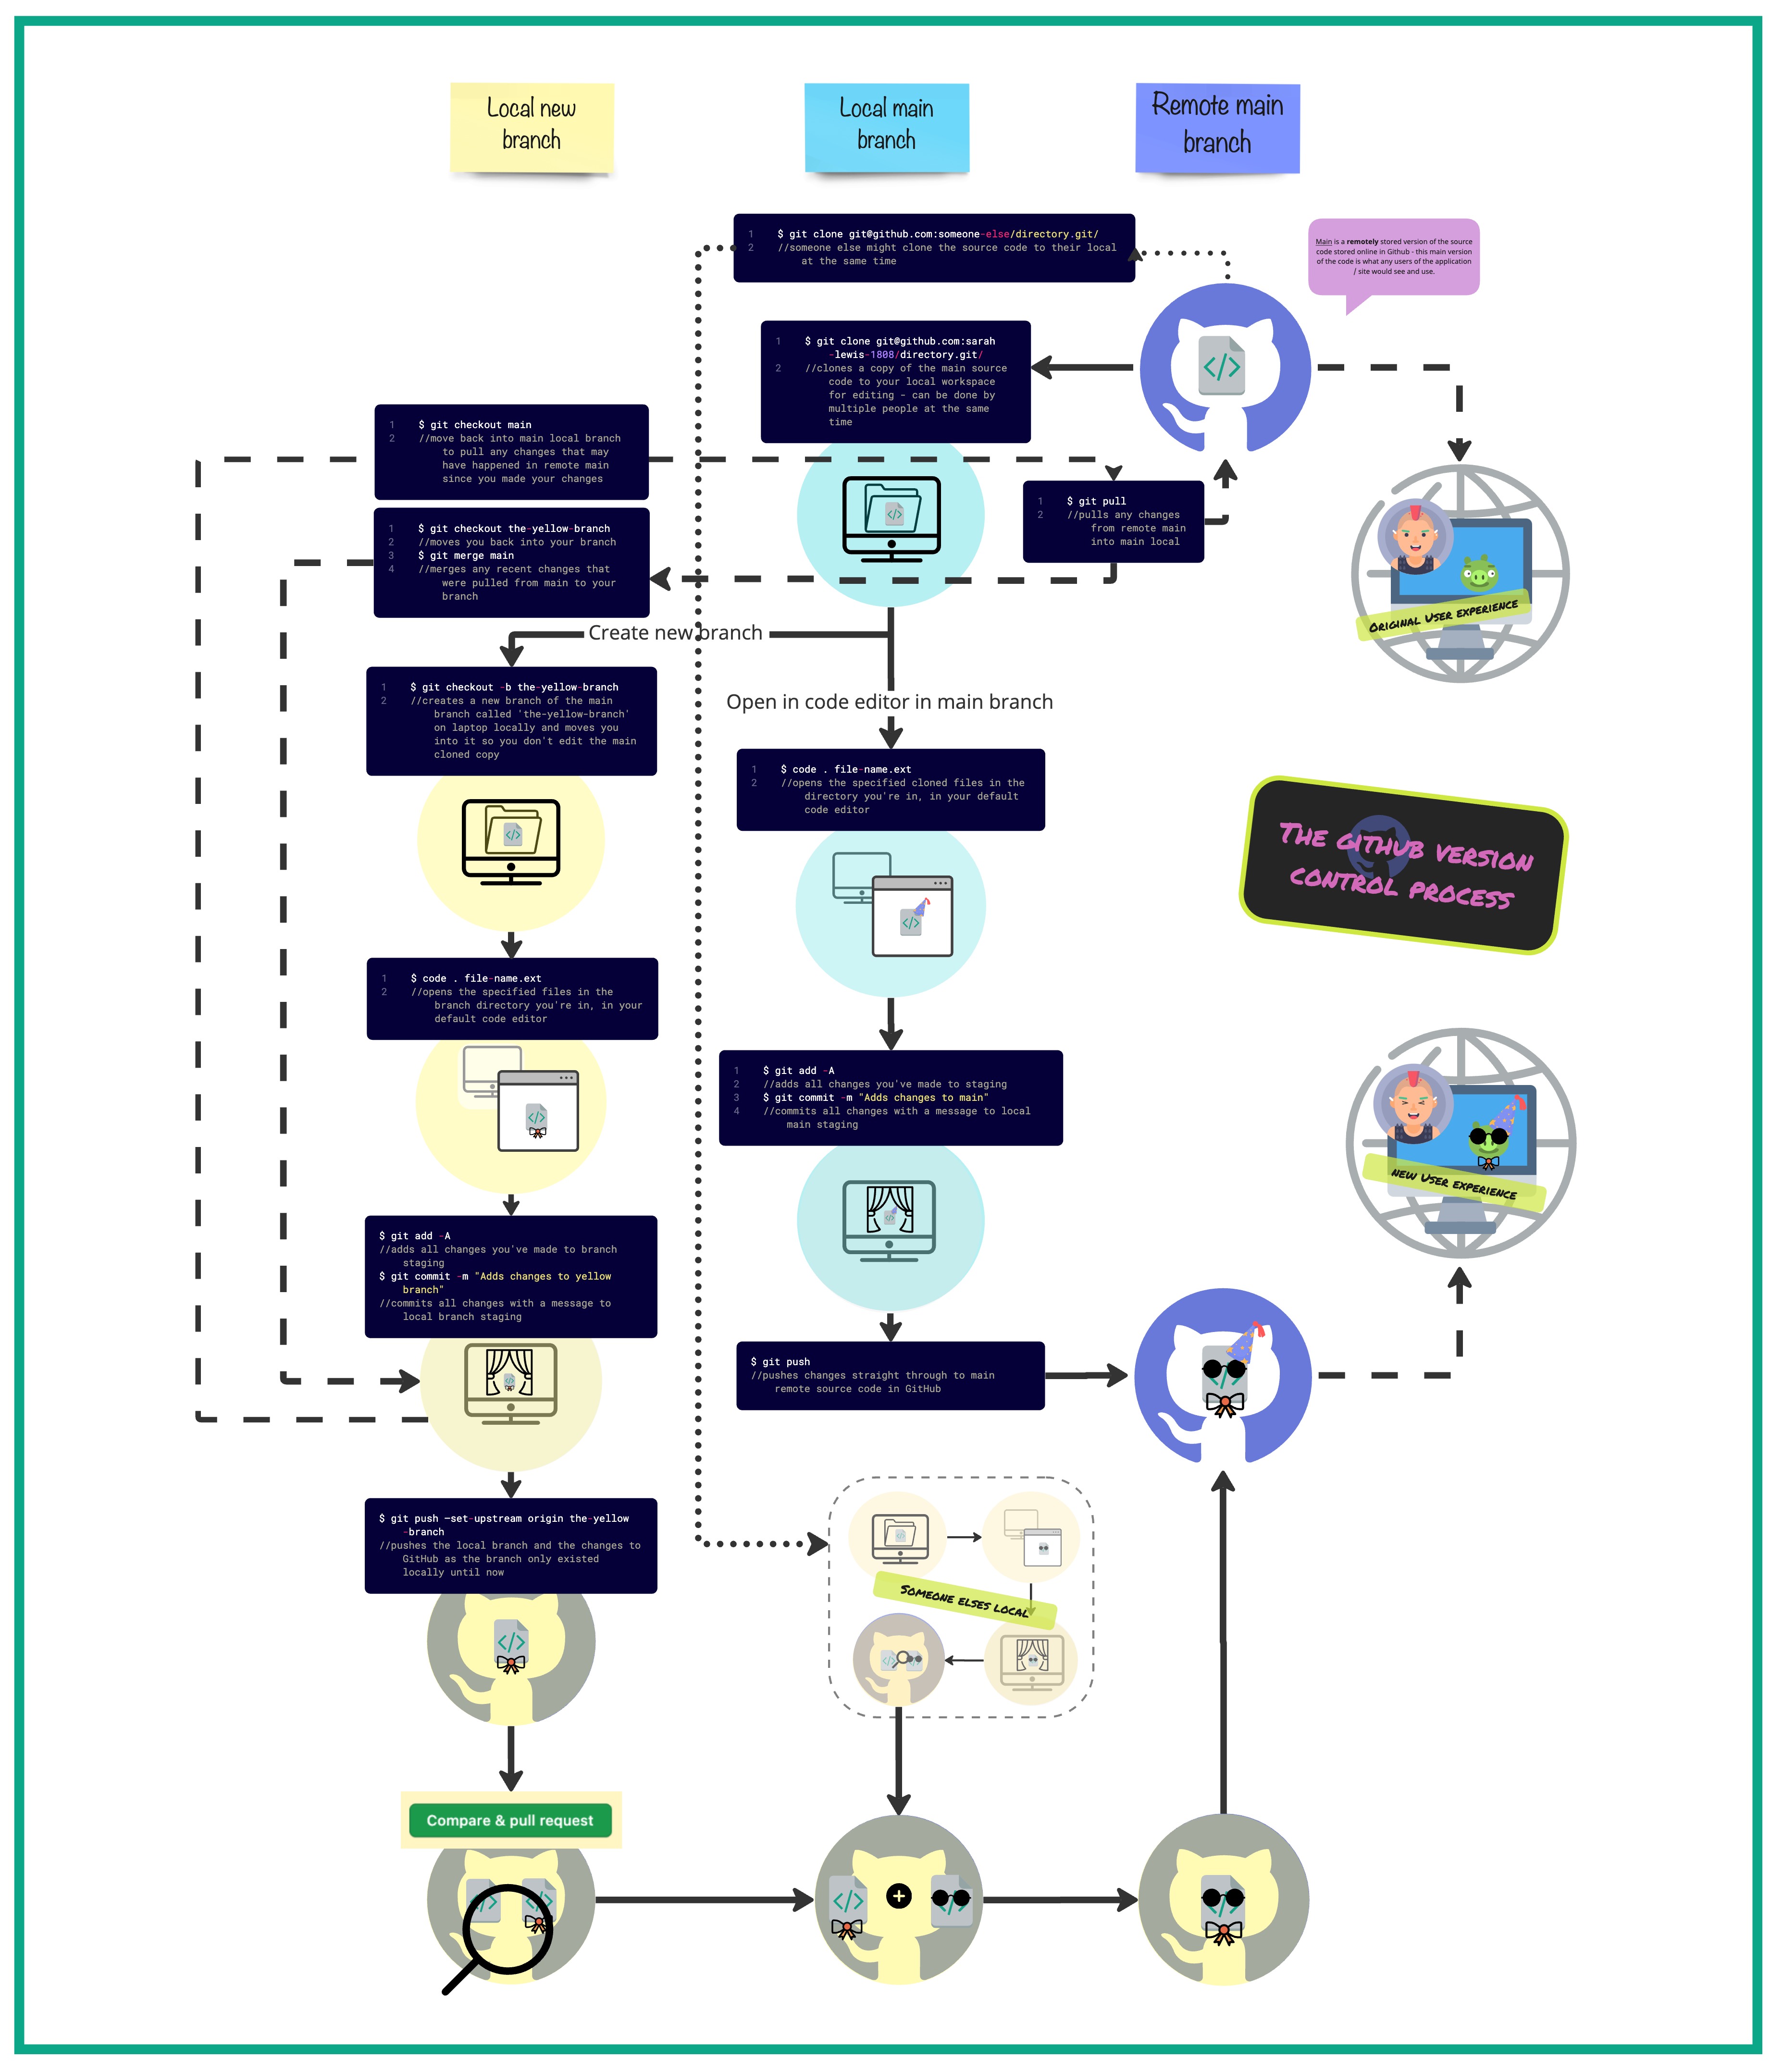 Local new
branch
Local main
branch
Remote main
branch
1 $ git clone git@github.com:someone-else/directory.git/
2 //someone else might clone the source code to their local
at the same time
Main is a remotely stored version of the source
code stored online in Github - this main version
of the code is what any users of the application
/ site would see and use.
1 $ git clone git@github.com:sarah
-lewis-1808/directory.git/
2 //clones a copy of the main source
code to your local workspace
for editing - can be done by
multiple people at the same
time
1 $ git checkout main
2 //move back into main local branch
to pull any changes that may
have happened in remote main
since you made your changes
1 $ git pull
2 //pulls any changes
from remote main
into main local
1 $ git checkout the-yellow-branch
2 //moves you back into your branch
3 $ git merge main
4 //merges any recent changes that
were pulled from main to your
branch
Original User experience
Create new branch
1 $ git checkout -b the-yellow-branch
2 //creates a new branch of the main
branch called 'the-yellow-branch'
on laptop locally and moves you
into it so you don't edit the main
cloned copy
Open in code editor in main branch
1 $ code . file-name.ext
2 //opens the specified cloned files in the
directory you're in, in your default
code editor
The GitHub version
control process
1 $ code . file-name.ext
2 //opens the specified files in the
branch directory you're in, in your
default code editor
1 $ git add -A
2 //adds all changes you've made to staging
3 $ git commit -m "Adds changes to main"
4 //commits all changes with a message to local
main staging
new User experience
$ git add -A
//adds all changes you've made to branch
staging
$ git commit -m "Adds changes to yellow
branch"
//commits all changes with a message to
local branch staging
$ git push
//pushes changes straight through to main
remote source code in GitHub
$ git push —set-upstream origin the-yellow
-branch
//pushes the local branch and the changes to
GitHub as the branch only existed
locally until now
Someone elses local
Compare & pull request